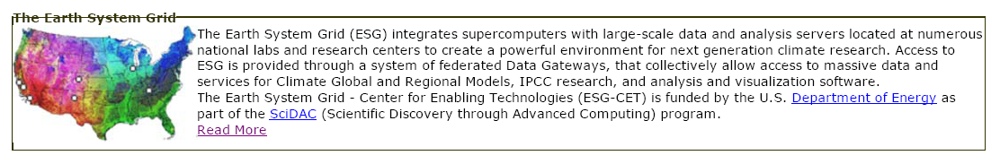 The Earth System Grid
The Earth System Grid (ESG) integrates supercomputers with large-scale data and analysis servers located at numerous
national labs and research centers to create a powerful environment for next generation climate research. Access to
ESG is provided through a system of federated Data Gateways, that collectively allow access to massive data and
services for Climate Global and Regional Models, IPCC research, and analysis and visualization software.
The Earth System Grid - Center for Enabling Technologies (ESG-CET) is funded by the U.S. Department of Energy as
part of the SciDAC (Scientific Discovery through Advanced Computing) program.
Read More